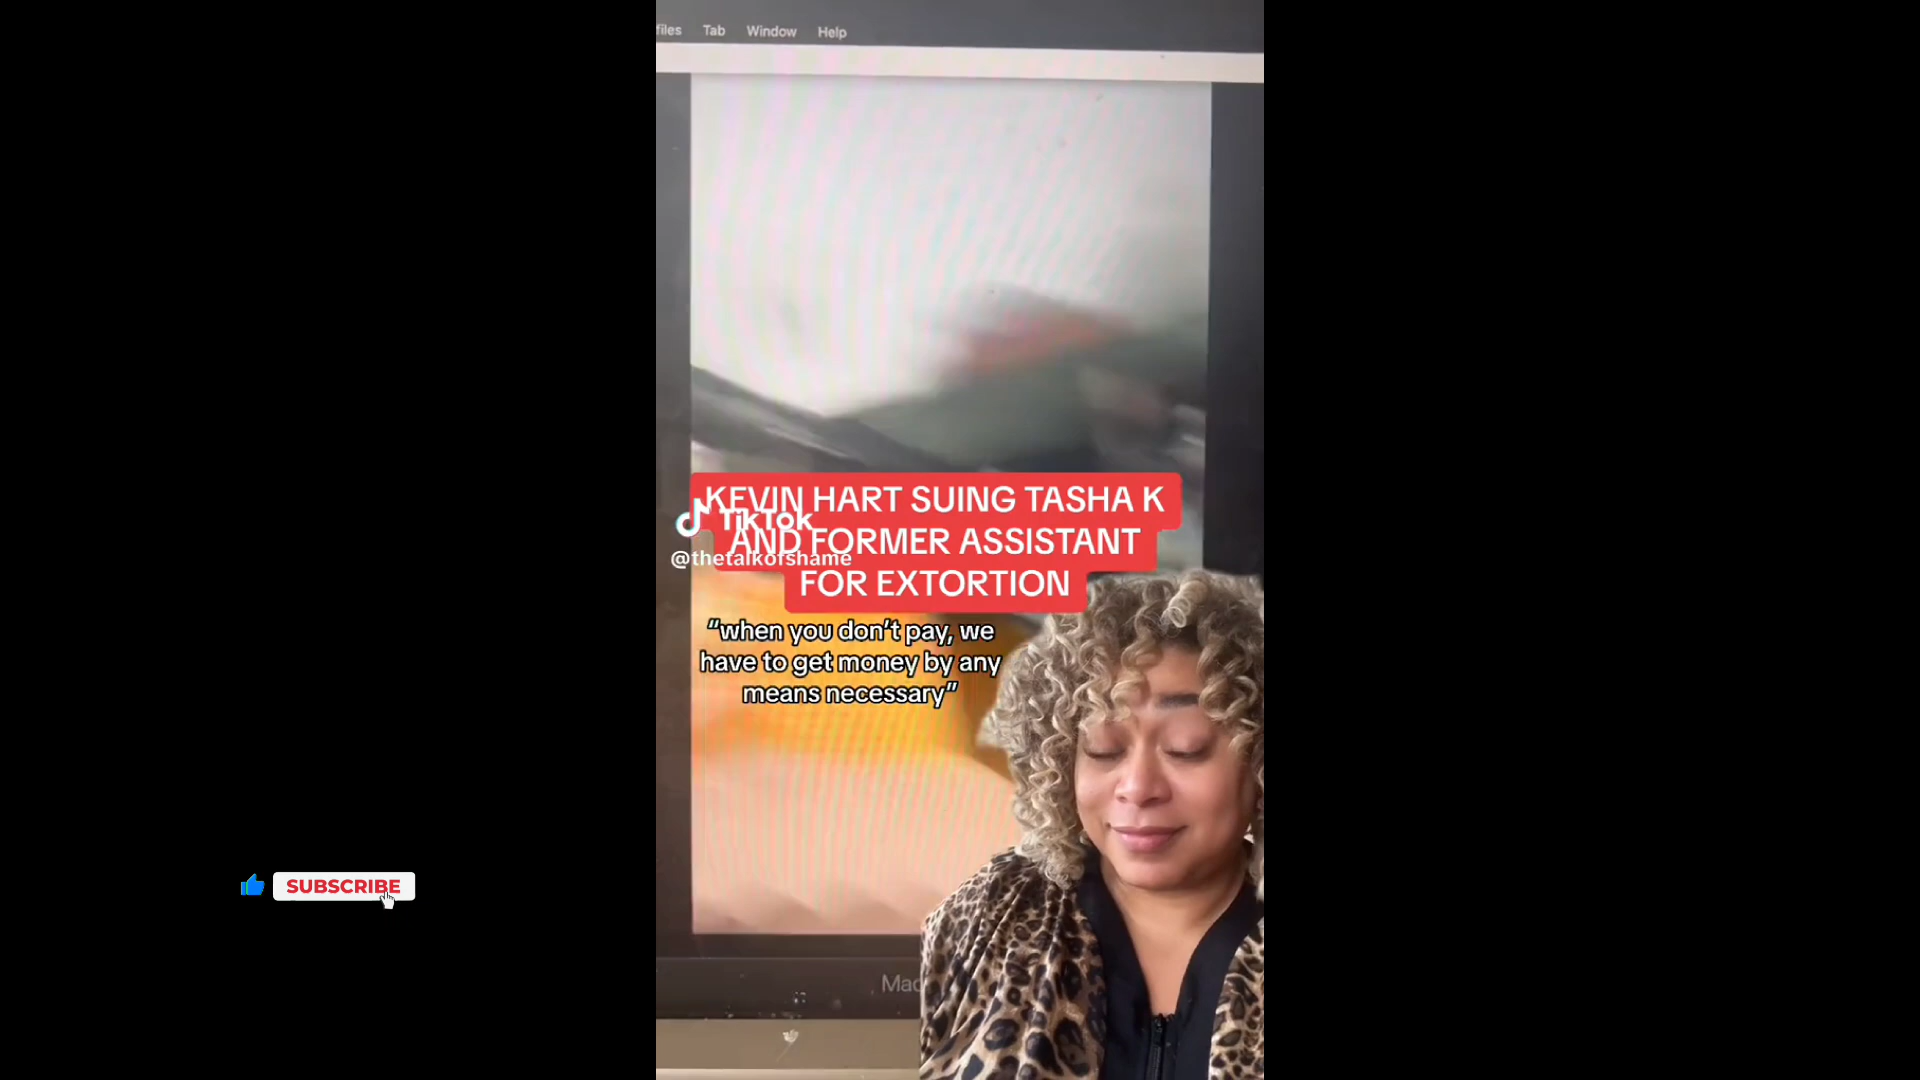 files Tab Window Help
KEVIN HART SUING TASHA K
AND FORMER ASSISTANT
FOR EXTORTION
TikTok
@thetalkofshame
"when you don't pay, we
have to get money by any
means necessary"
SUBSCRIBE
Mac